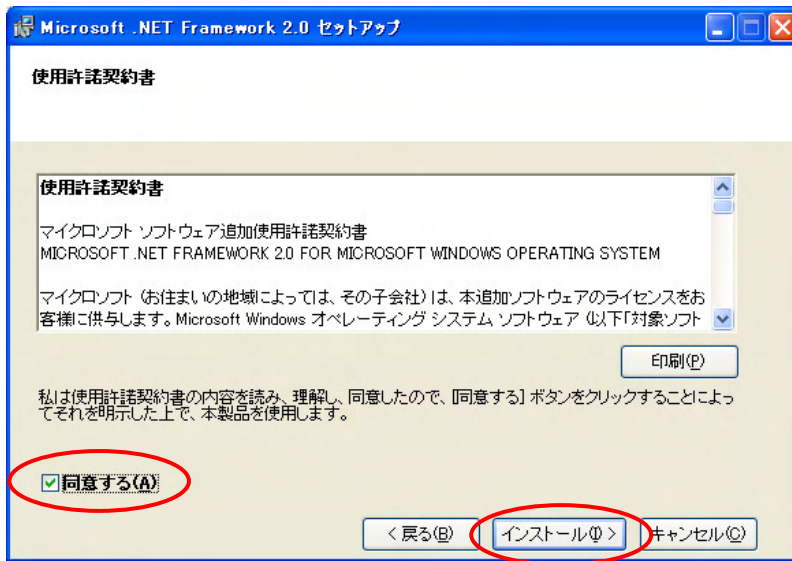 Microsoft .NET Framework 2.0 セットアップ
使用許諾契約書
使用許諾契約書
マイクロソフト ソフトウェア追加使用許諾契約書
MICROSOFT .NET FRAMEWORK 2.0 FOR MICROSOFT WINDOWS OPERATING SYSTEM
マイクロソフト (お住まいの地域によっては、その子会社) は、本追加ソフトウェアのライセンスをお
客様に供与します。Microsoft Windows オペレーティング システム ソフトウェア (以下「対象ソフト
印刷(P)
私は使用許諾契約書の内容を読み、理解し、同意したので、[同意する] ボタンをクリックすることによっ
てそれを明示した上で、本製品を使用します。
同意する(A)
< 戻る(B) インストール(I) > キャンセル(C)